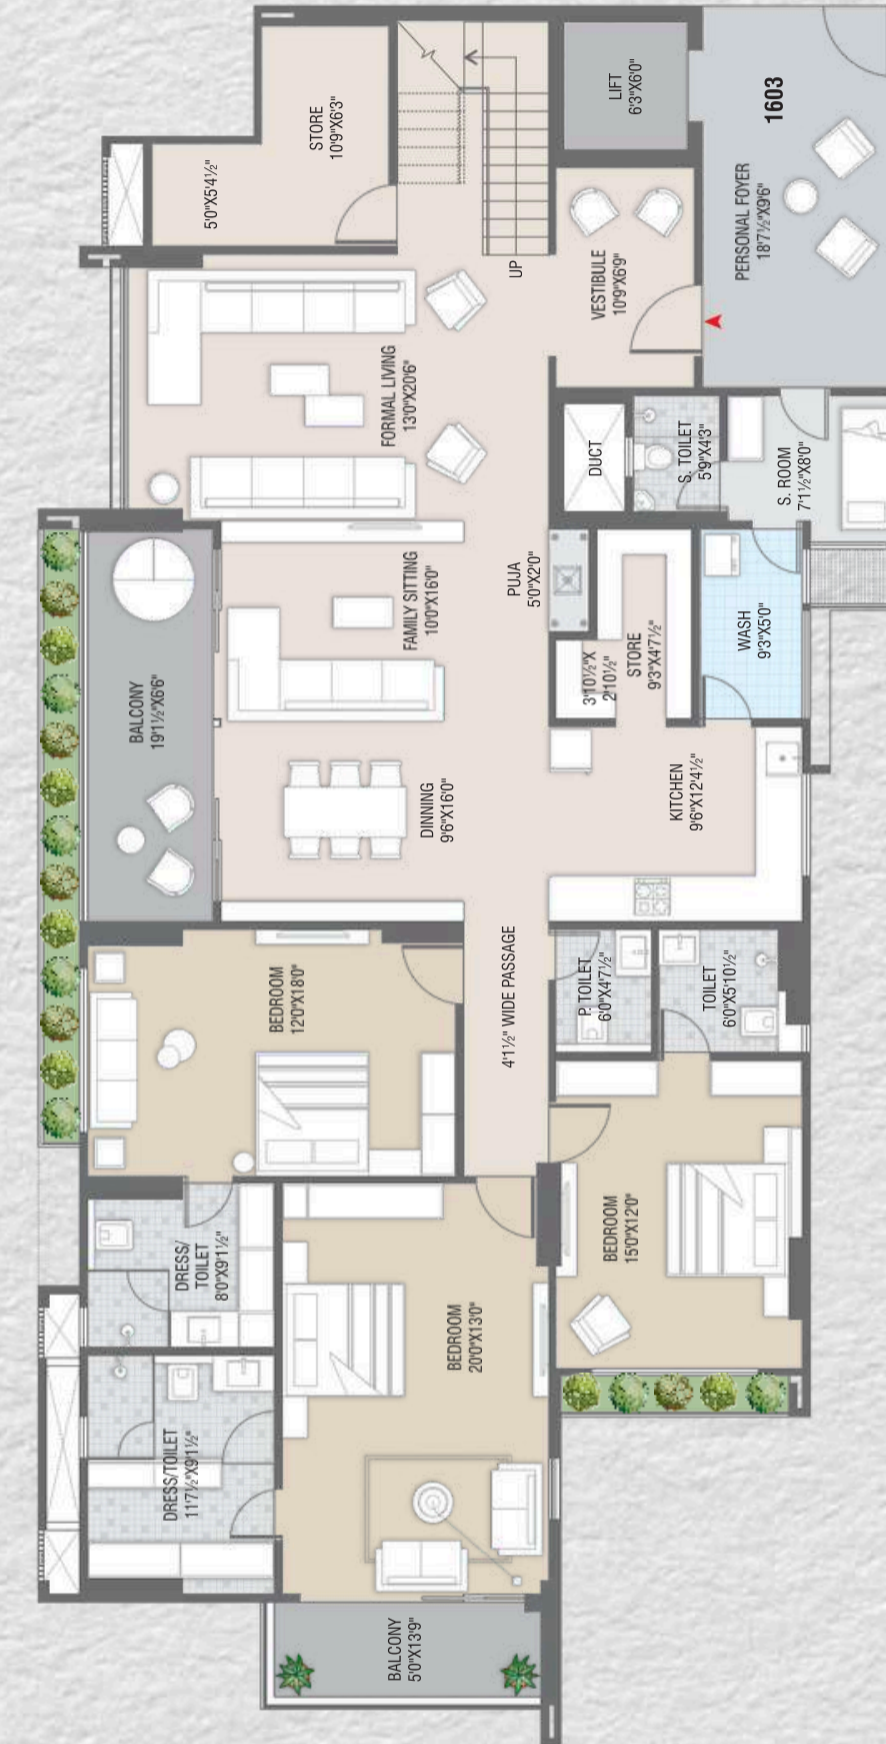 STORE
10'9"X6'3"
5'0"X5'4½"
LIFT
6'3"X6'0"
1603
PERSONAL FOYER
18'7½"X9'6"
VESTIBULE
10'9"X6'9"
UP
FORMAL LIVING
13'0"X20'6"
DUCT
S. TOILET
5'9"X4'3"
S. ROOM
7'1½"X8'0"
BALCONY
19'1½"X6'6"
FAMILY SITTING
10'0"X16'0"
PUJA
5'0"X2'0"
3'10½"X
2'10½"
STORE
9'3"X4'7½"
WASH
9'3"X5'0"
DINNING
9'6"X16'0"
KITCHEN
9'6"X12'4½"
BEDROOM
12'0"X18'0"
4'1½" WIDE PASSAGE
P. TOILET
6'0"X4'7½"
TOILET
6'0"X5'10½"
DRESS/
TOILET
8'0"X9'1½"
BEDROOM
20'0"X13'0"
BEDROOM
15'0"X12'0"
DRESS/TOILET
11'7½"X9'1½"
BALCONY
5'0"X13'9"